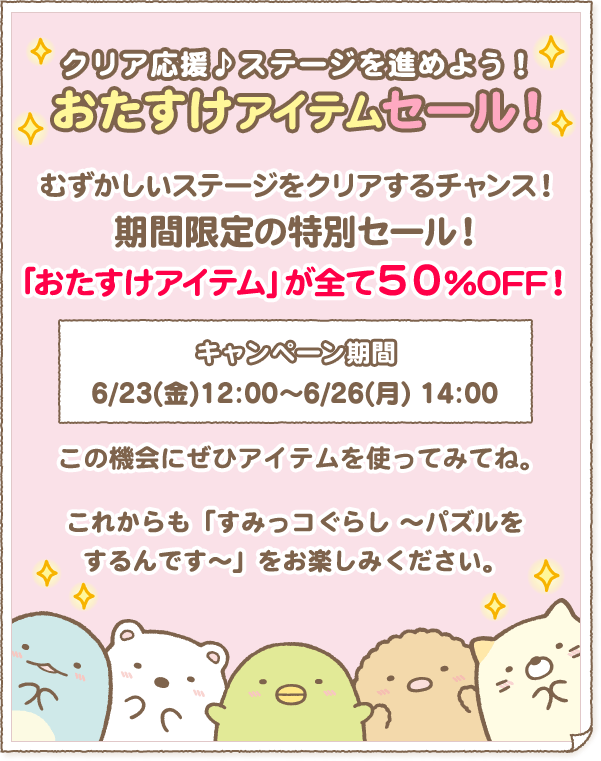 クリア応援♪ステージを進めよう！
おたすけアイテムセール！
むずかしいステージをクリアするチャンス！
期間限定の特別セール！
「おたすけアイテム」が全て５０％OFF！
キャンペーン期間
6/23(金)12:00～6/26(月) 14:00
この機会にぜひアイテムを使ってみてね。
これからも「すみっコぐらし ～パズルを
するんです～」をお楽しみください。